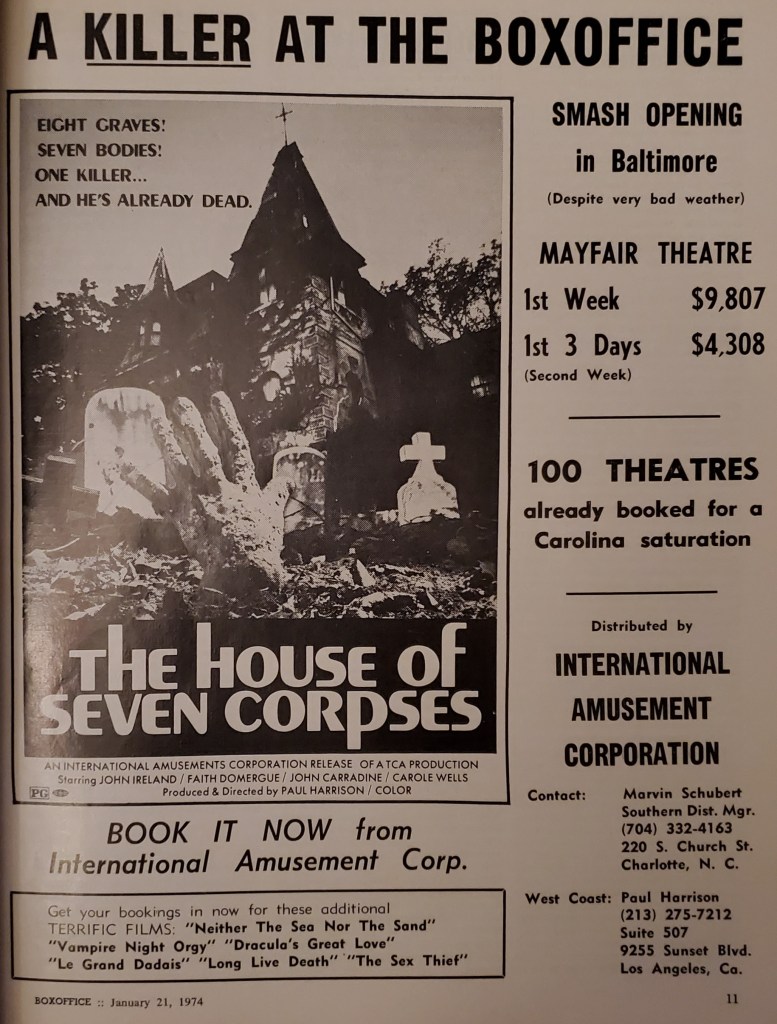 A KILLER AT THE BOXOFFICE
EIGHT GRAVES!
SEVEN BODIES!
ONE KILLER...
AND HE'S ALREADY DEAD.
THE HOUSE OF
SEVEN CORPSES
AN INTERNATIONAL AMUSEMENTS CORPORATION RELEASE OF A TCA PRODUCTION
Starring JOHN IRELAND / FAITH DOMERGUE / JOHN CARRADINE / CAROLE WELLS
Produced & Directed by PAUL HARRISON / COLOR
PG
BOOK IT NOW from
International Amusement Corp.
Get your bookings in now for these additional
TERRIFIC FILMS: "Neither The Sea Nor The Sand"
"Vampire Night Orgy" "Dracula's Great Love"
"Le Grand Dadais" "Long Live Death" "The Sex Thief"
SMASH OPENING
in Baltimore
(Despite very bad weather)
MAYFAIR THEATRE
1st Week $9,807
1st 3 Days $4,308
(Second Week)
100 THEATRES
already booked for a
Carolina saturation
Distributed by
INTERNATIONAL
AMUSEMENT
CORPORATION
Contact: Marvin Schubert
Southern Dist. Mgr.
(704) 332-4163
220 S. Church St.
Charlotte, N. C.
West Coast: Paul Harrison
(213) 275-7212
Suite 507
9255 Sunset Blvd.
Los Angeles, Ca.
BOXOFFICE :: January 21, 1974
11